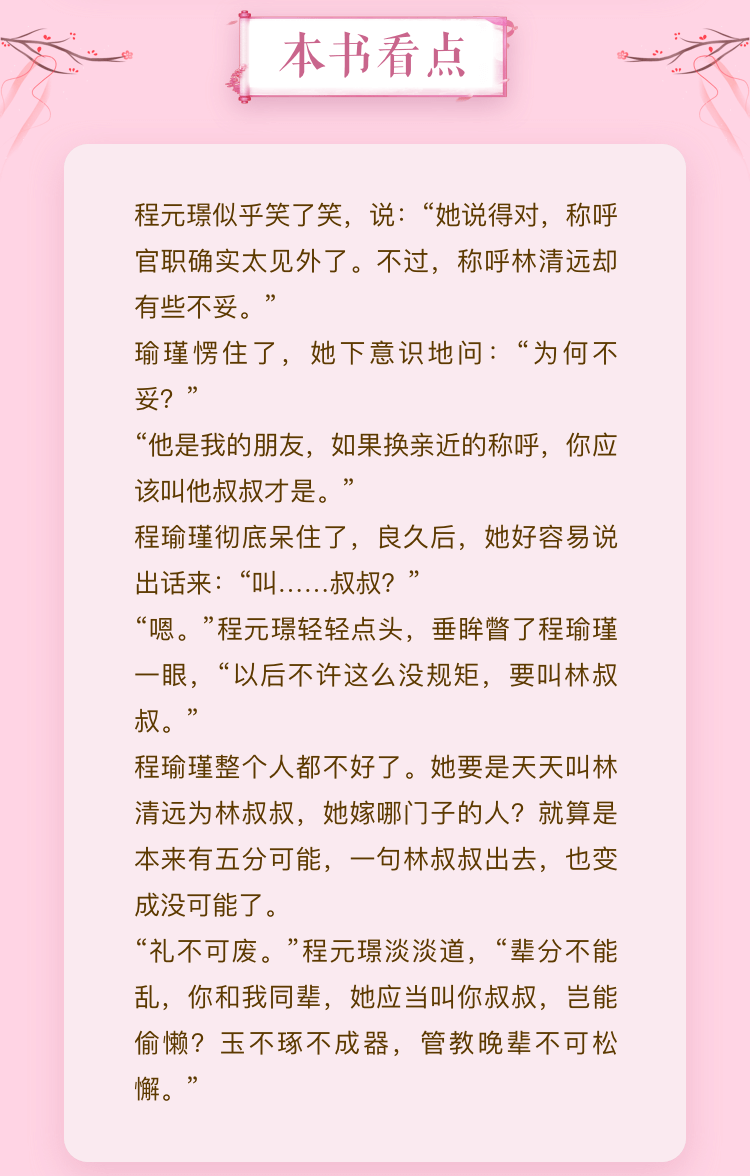 本书看点
程元璟似乎笑了笑，说：“她说得对，称呼
官职确实太见外了。不过，称呼林清远却
有些不妥。”
瑜瑾愣住了，她下意识地问：“为何不
妥？”
“他是我的朋友，如果换亲近的称呼，你应
该叫他叔叔才是。”
程瑜瑾彻底呆住了，良久后，她好容易说
出话来：“叫……叔叔？”
“嗯。”程元璟轻轻点头，垂眸瞥了程瑜瑾
一眼，“以后不许这么没规矩，要叫林叔
叔。”
程瑜瑾整个人都不好了。她要是天天叫林
清远为林叔叔，她嫁哪门子的人？就算是
本来有五分可能，一句林叔叔出去，也变
成没可能了。
“礼不可废。”程元璟淡淡道，“辈分不能
乱，你和我同辈，她应当叫你叔叔，岂能
偷懒？玉不琢不成器，管教晚辈不可松
懈。”